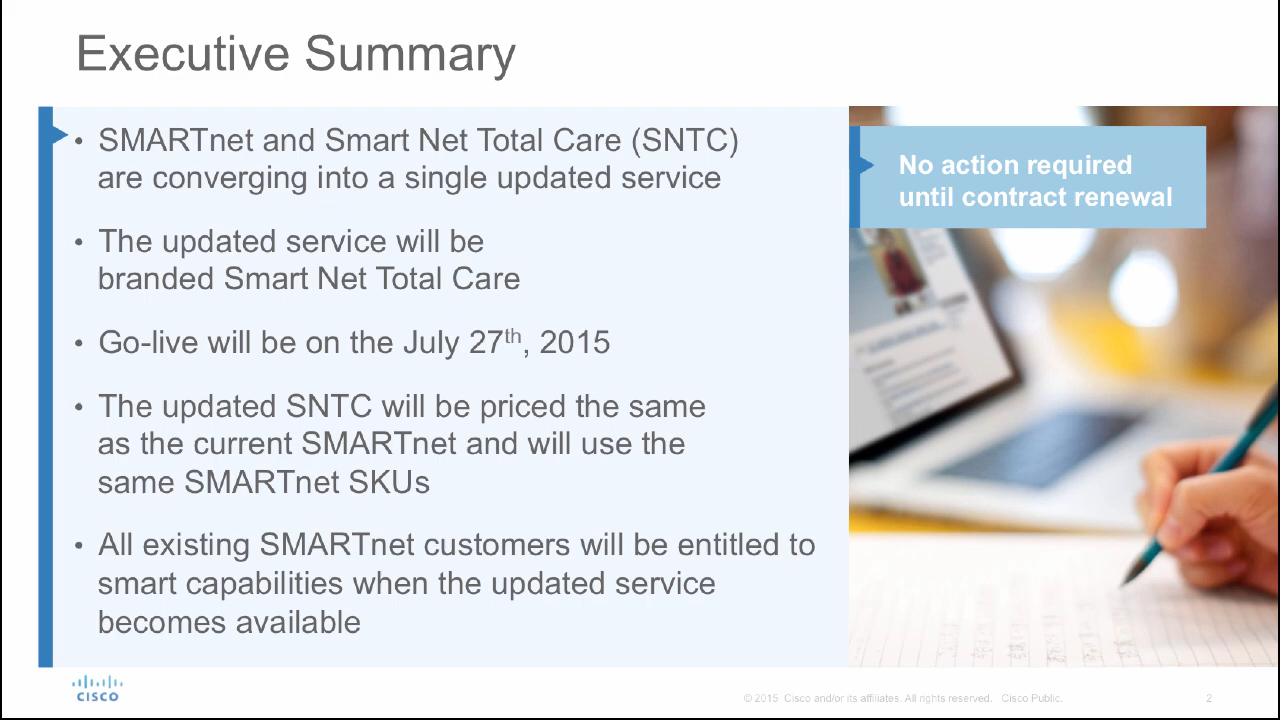 Executive Summary
• SMARTnet and Smart Net Total Care (SNTC)
are converging into a single updated service
• The updated service will be
branded Smart Net Total Care
• Go-live will be on the July 27th, 2015
• The updated SNTC will be priced the same
as the current SMARTnet and will use the
same SMARTnet SKUs
• All existing SMARTnet customers will be entitled to
smart capabilities when the updated service
becomes available
No action required
until contract renewal
CISCO
© 2015 Cisco and/or its affiliates. All rights reserved. Cisco Public.
2